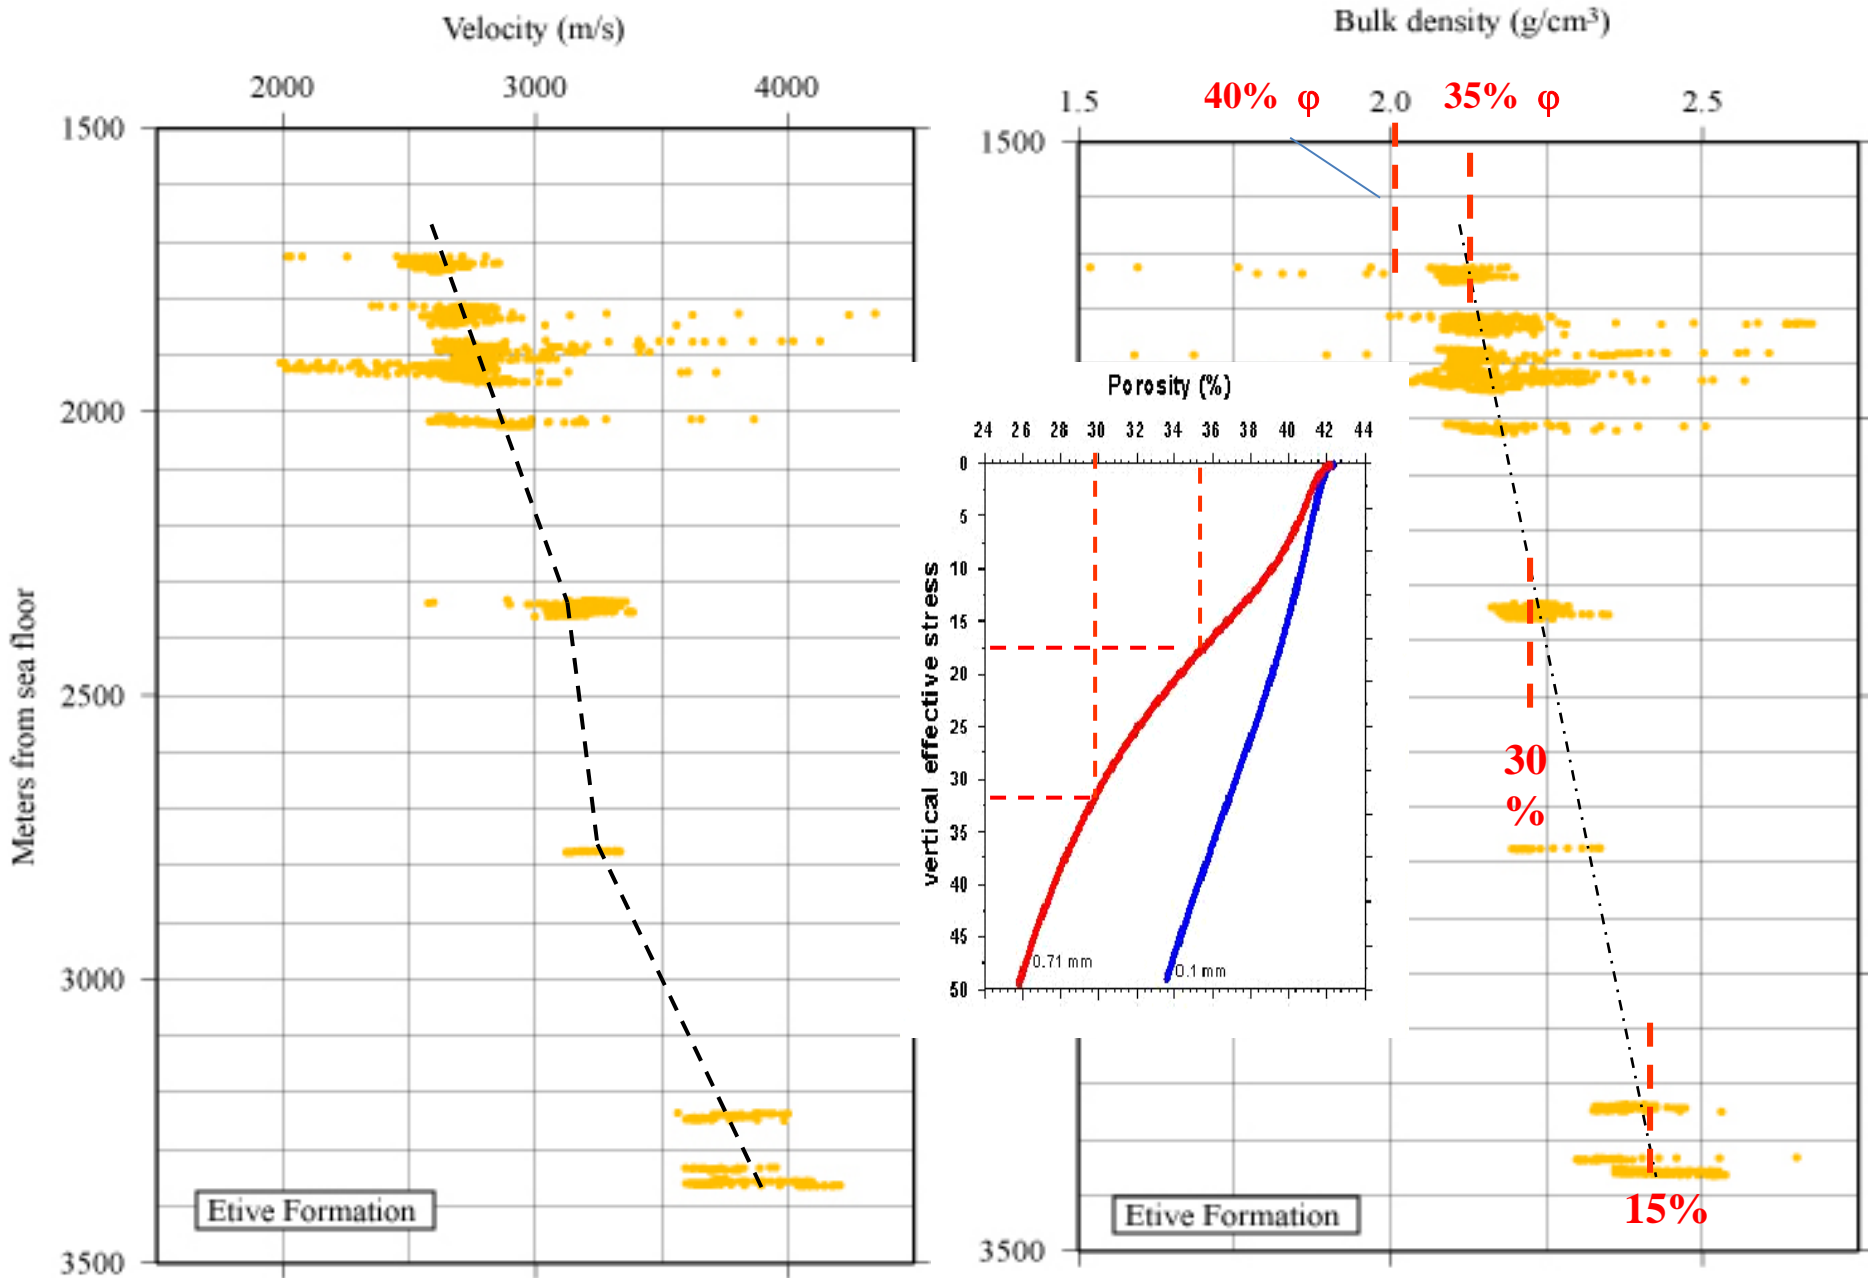 Velocity (m/s)
2000 3000 4000
1500
2000
2500
3000
3500
Meters from sea floor
Etive Formation
Bulk density (g/cm³)
40% φ 35% φ
1.5 2.0 2.5
1500
3500
30
%
15%
Etive Formation
Porosity (%)
24 26 28 30 32 34 36 38 40 42 44
0
5
10
15
20
25
30
35
40
45
50
vertical effective stress
0.71 mm
0.1 mm